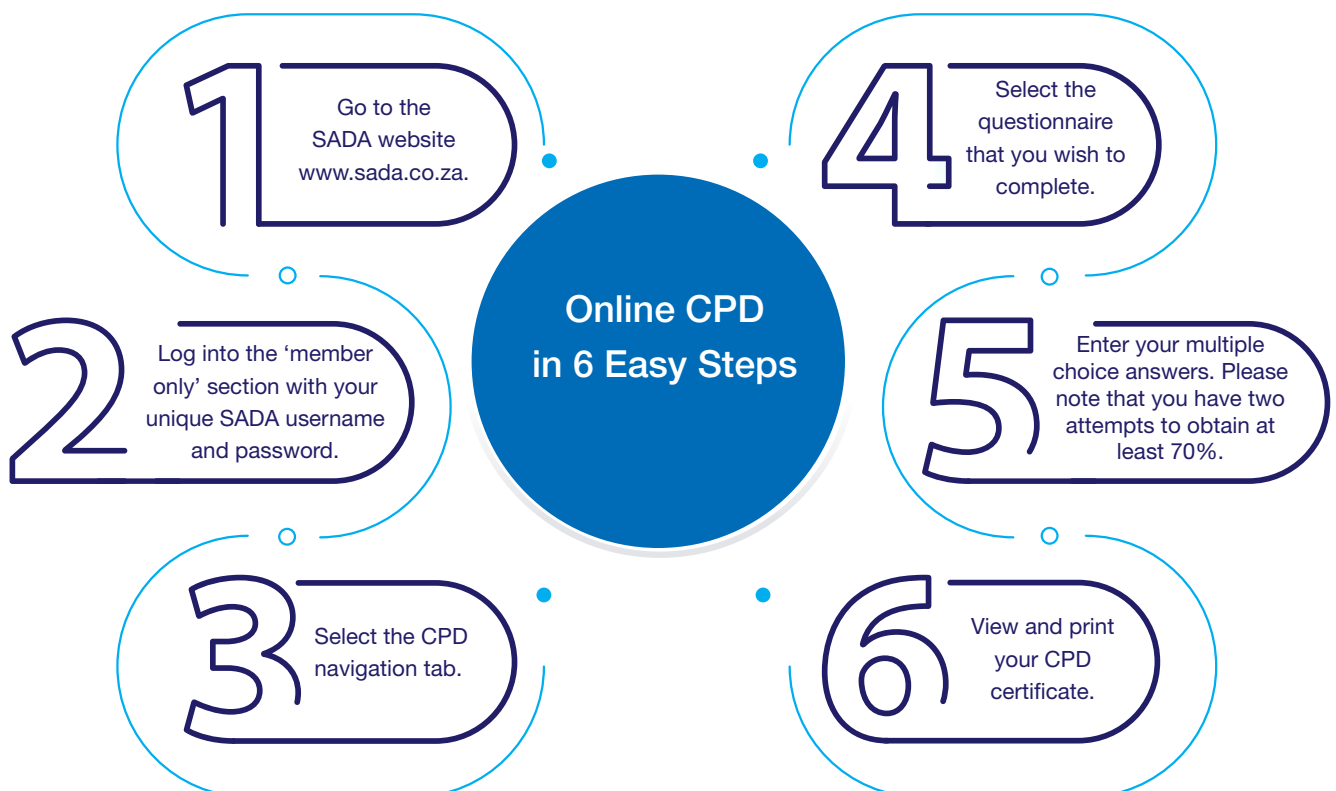 Online CPD
in 6 Easy Steps
1
Go to the
SADA website
www.sada.co.za.
2
Log into the ‘member
only’ section with your
unique SADA username
and password.
3
Select the CPD
navigation tab.
4
Select the
questionnaire
that you wish to
complete.
5
Enter your multiple
choice answers. Please
note that you have two
attempts to obtain at
least 70%.
6
View and print
your CPD
certificate.